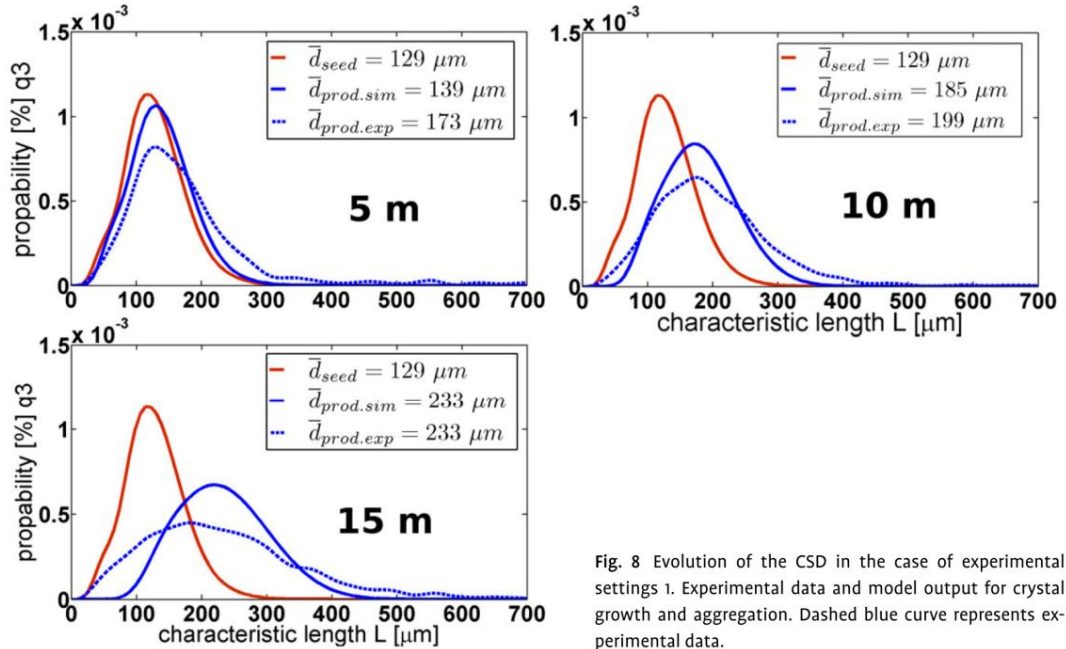 x 10⁻³
1.5
1
0.5
0
propability [%] q3
d̄seed = 129 μm
d̄prod.sim = 139 μm
d̄prod.exp = 173 μm
5 m
0 100 200 300 400 500 600 700
x 10⁻³
1.5
1
0.5
0
d̄seed = 129 μm
d̄prod.sim = 185 μm
d̄prod.exp = 199 μm
10 m
0 100 200 300 400 500 600 700
characteristic length L [μm]
x 10⁻³
1.5
1
0.5
0
propability [%] q3
d̄seed = 129 μm
d̄prod.sim = 233 μm
d̄prod.exp = 233 μm
15 m
0 100 200 300 400 500 600 700
characteristic length L [μm]
Fig. 8 Evolution of the CSD in the case of experimental
settings 1. Experimental data and model output for crystal
growth and aggregation. Dashed blue curve represents ex-
perimental data.